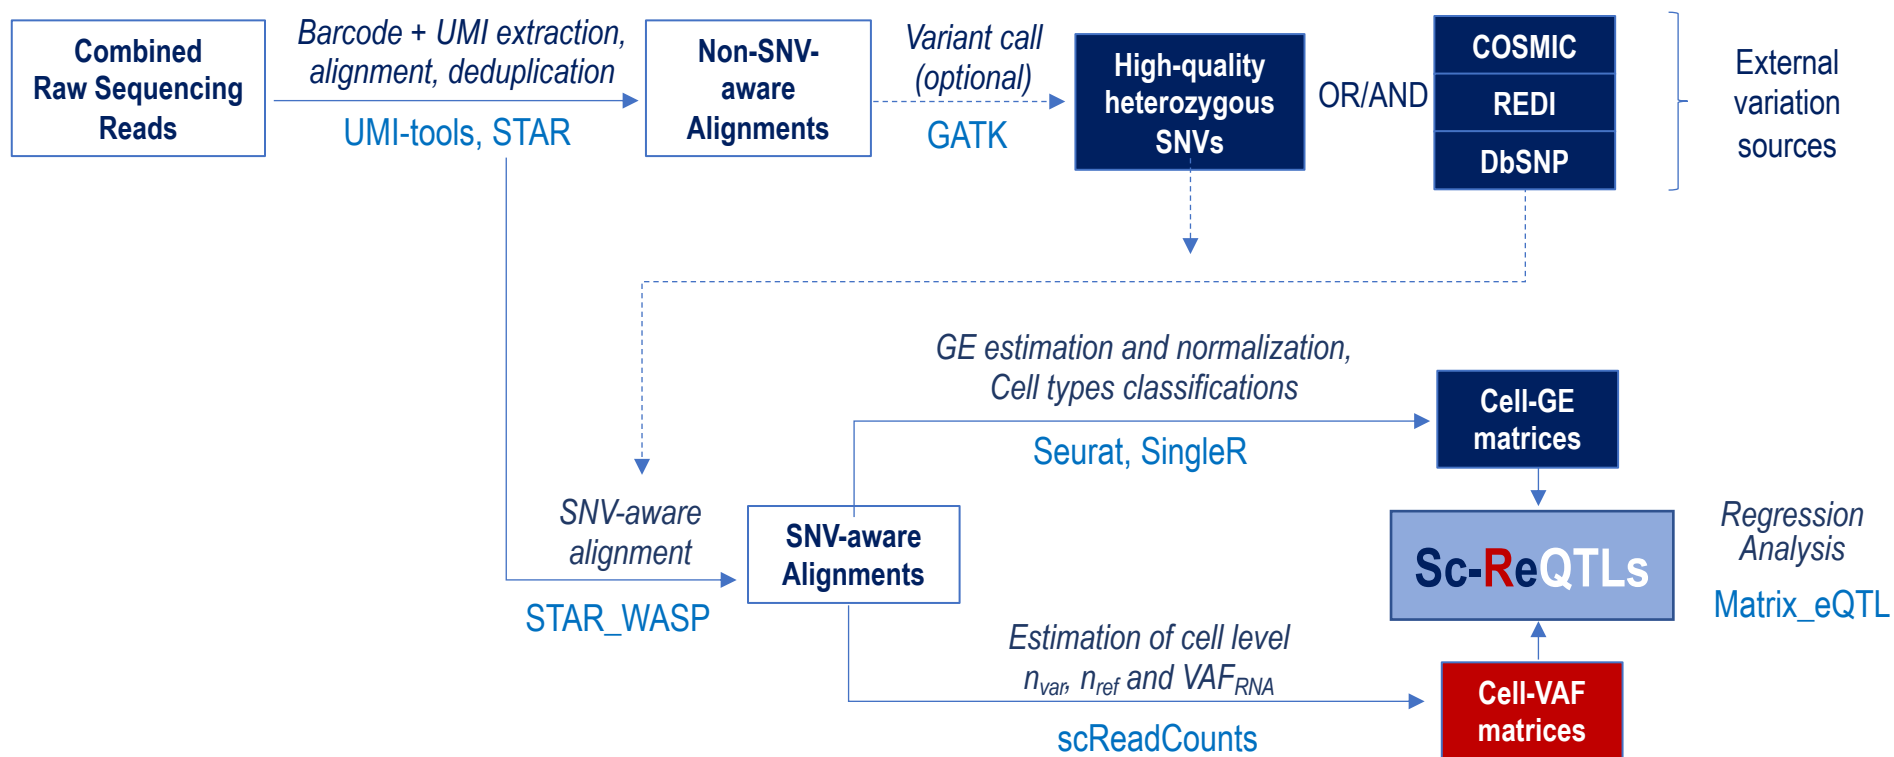 Combined
Raw Sequencing
Reads
Barcode + UMI extraction,
alignment, deduplication
UMI-tools, STAR
Non-SNV-
aware
Alignments
Variant call
(optional)
GATK
High-quality
heterozygous
SNVs
OR/AND
COSMIC
REDI
DbSNP
External
variation
sources
GE estimation and normalization,
Cell types classifications
Seurat, SingleR
Cell-GE
matrices
SNV-aware
alignment
STAR_WASP
SNV-aware
Alignments
Sc-ReQTLs
Regression
Analysis
Matrix_eQTL
Estimation of cell level
nvar, nref and VAFRNA
scReadCounts
Cell-VAF
matrices